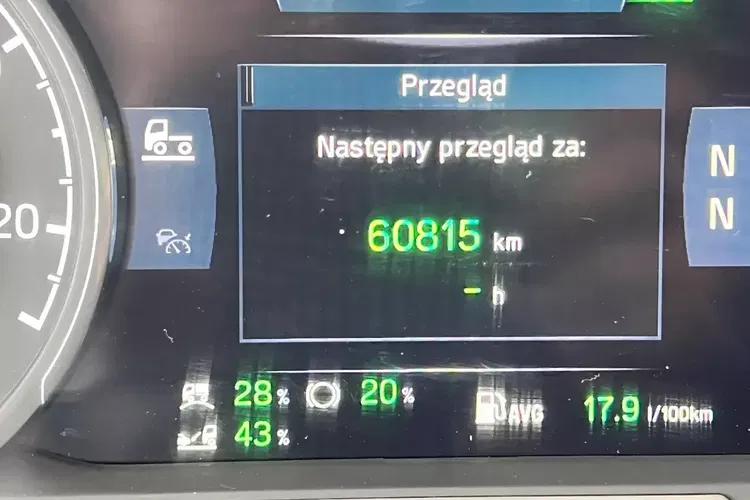 Przegląd
Następny przegląd za:
20
N
N
60815 km
- h
28 % 20 %
AVG 17.9 l/100km
43 %